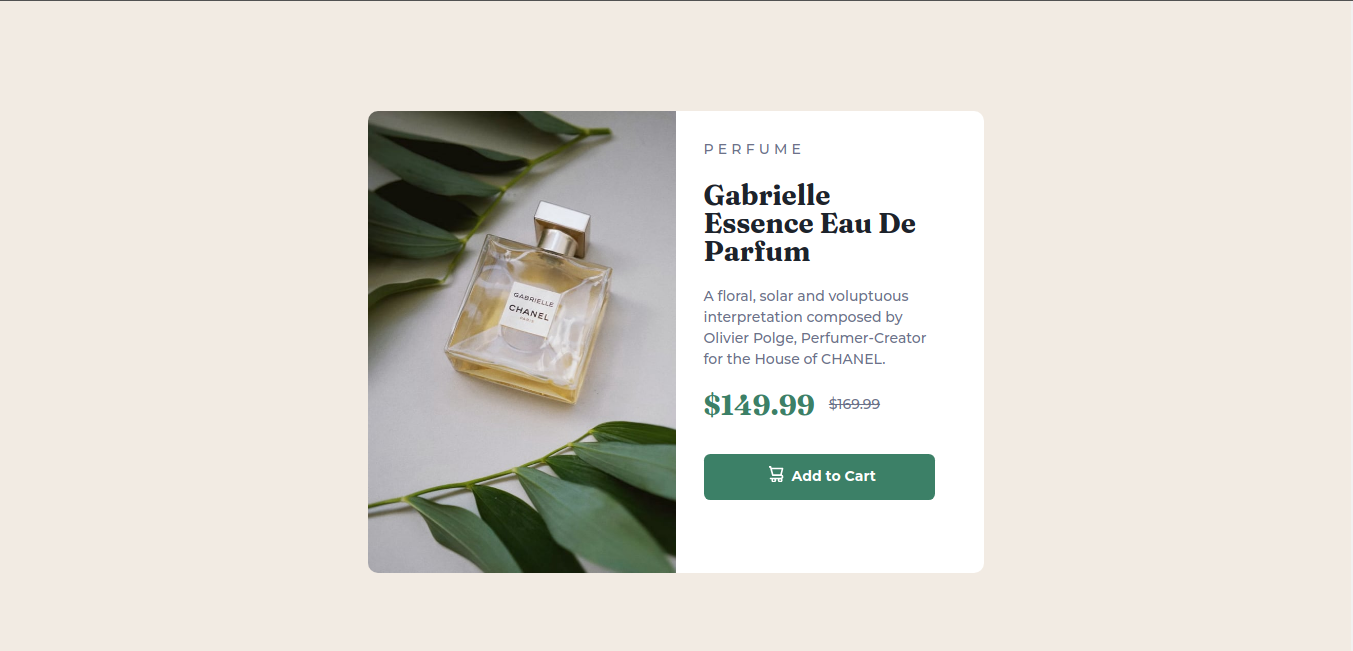 PERFUME
Gabrielle
Essence Eau De
Parfum
A floral, solar and voluptuous
interpretation composed by
Olivier Polge, Perfumer-Creator
for the House of CHANEL.
$149.99 $169.99
Add to Cart
GABRIELLE
CHANEL
PARIS